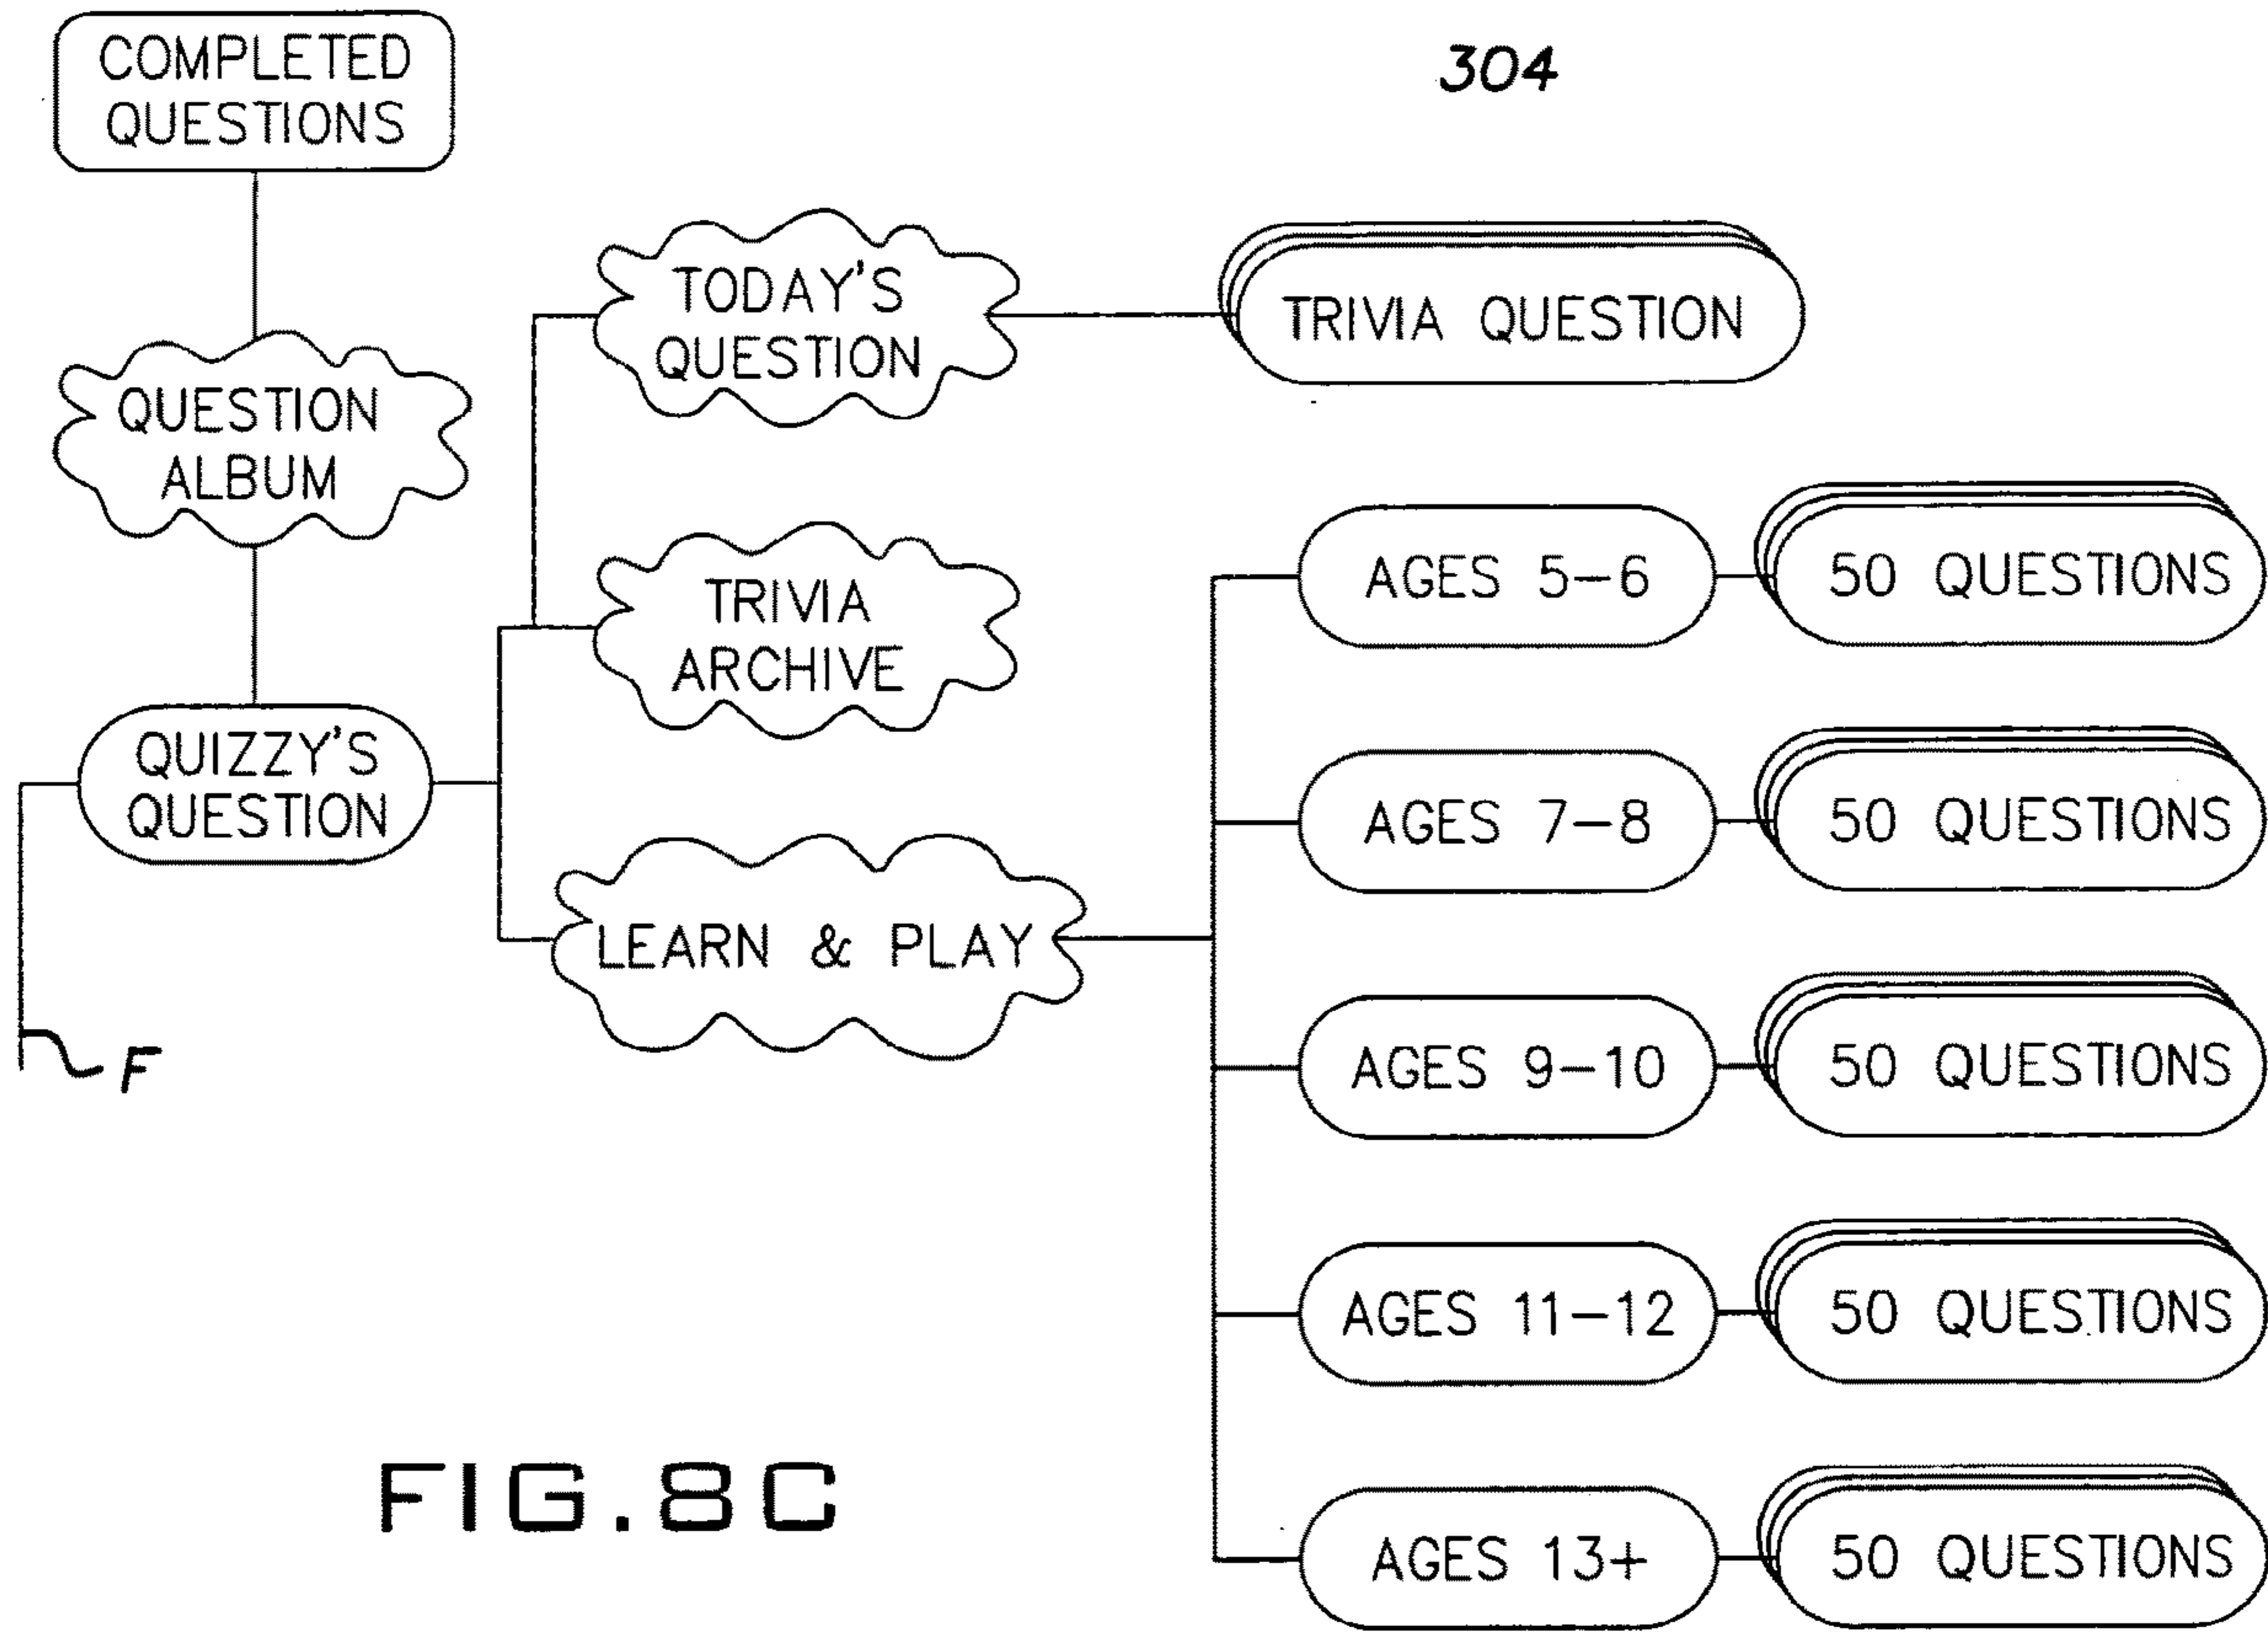 COMPLETED
QUESTIONS
304
TODAY'S
QUESTION
TRIVIA QUESTION
QUESTION
ALBUM
AGES 5-6
50 QUESTIONS
TRIVIA
ARCHIVE
QUIZZY'S
QUESTION
AGES 7-8
50 QUESTIONS
LEARN & PLAY
AGES 9-10
50 QUESTIONS
F
AGES 11-12
50 QUESTIONS
AGES 13+
50 QUESTIONS
FIG.8C